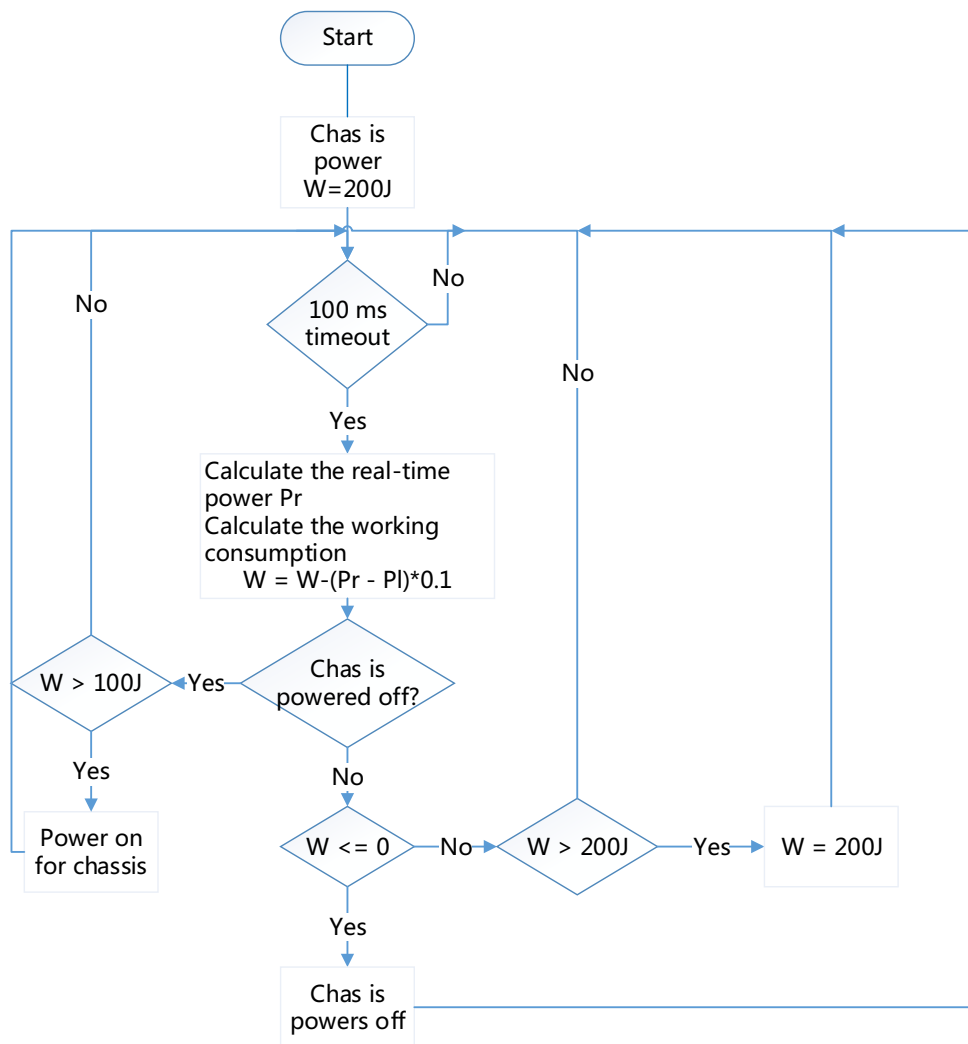 Start
Chas is
power
W=200J
No
No
100 ms
timeout
No
Yes
Calculate the real-time
power Pr
Calculate the working
consumption
W = W-(Pr - Pl)*0.1
W > 100J
Yes
Chas is
powered off?
Yes
No
Power on
for chassis
W <= 0
No
W > 200J
Yes
W = 200J
Yes
Chas is
powers off